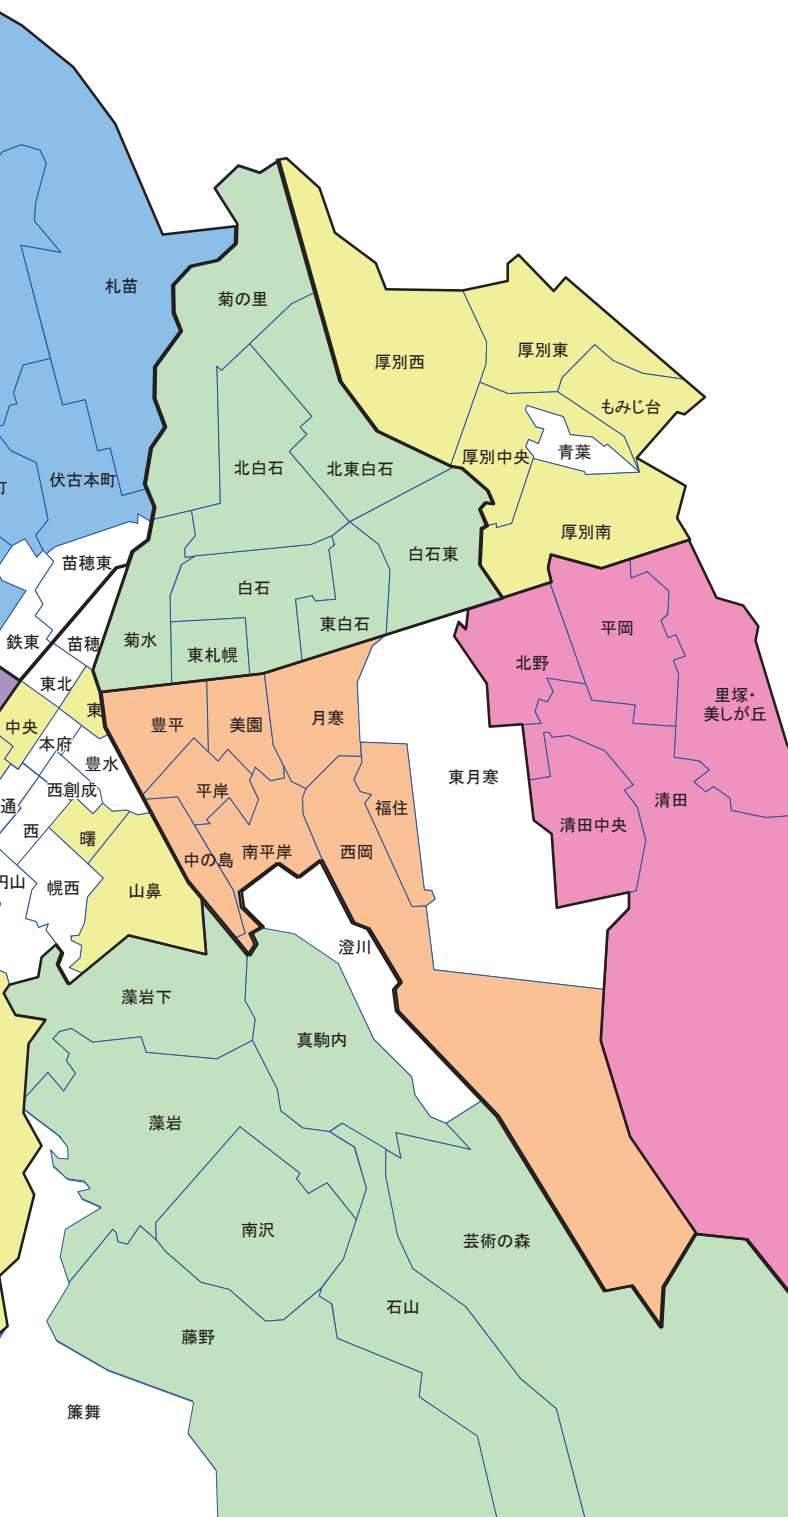 札苗
菊の里
厚別西
厚別東
もみじ台
厚別中央
青葉
北白石
北東白石
町
伏古本町
厚別南
白石東
苗穂東
白石
鉄東
苗穂
菊水
東札幌
東白石
平岡
北野
東北
東
里塚・
美しが丘
中央
本府
豊平
美園
月寒
豊水
通
西創成
平岸
東月寒
福住
清田
西
曙
清田中央
中の島
南平岸
西岡
円山
幌西
山鼻
澄川
藻岩下
真駒内
藻岩
南沢
芸術の森
石山
藤野
簾舞